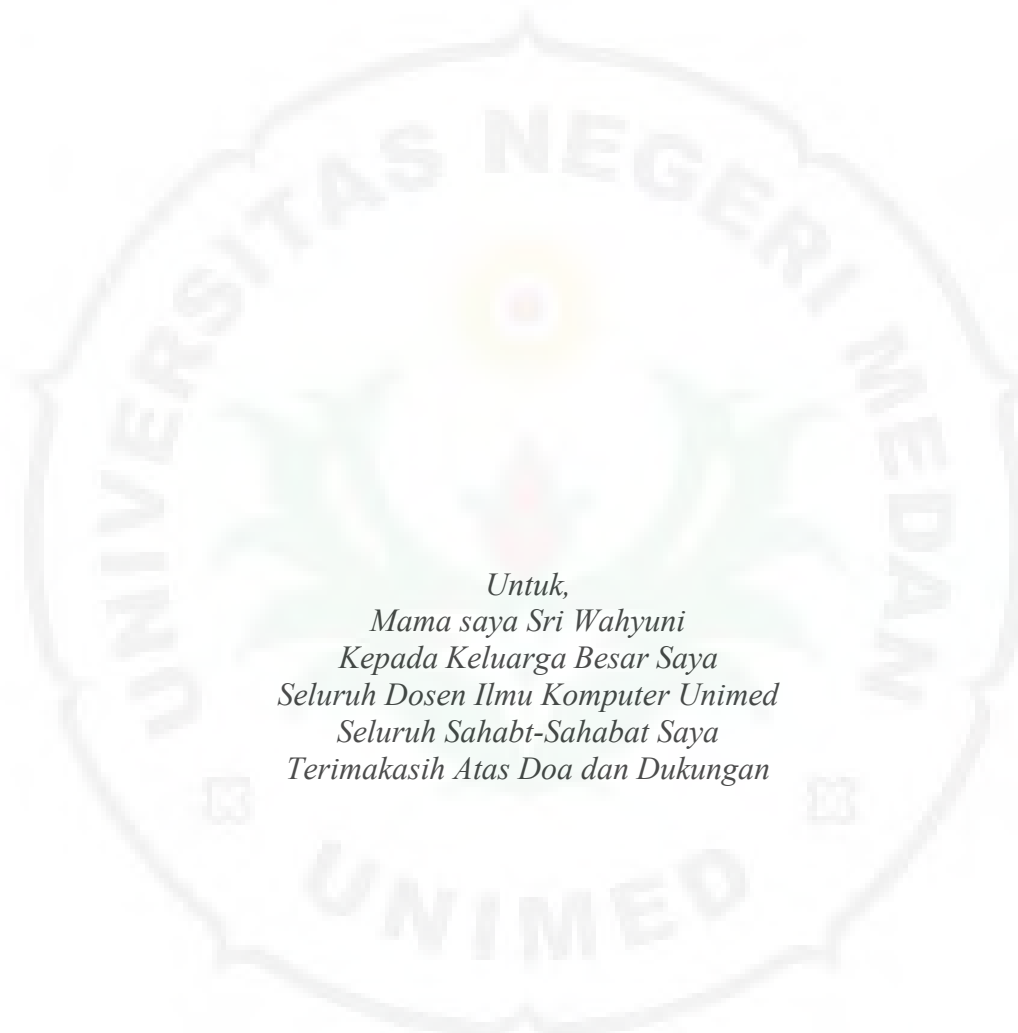 UNIVERSITAS NEGERI MEDAN
Untuk,
Mama saya Sri Wahyuni
Kepada Keluarga Besar Saya
Seluruh Dosen Ilmu Komputer Unimed
Seluruh Sahabt-Sahabat Saya
Terimakasih Atas Doa dan Dukungan
UNIMED